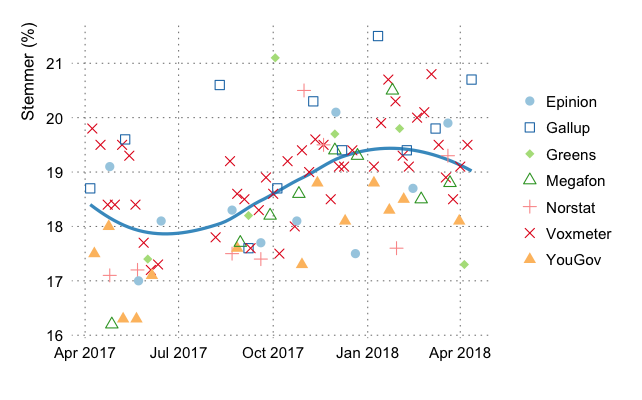 Stemmer (%)
21
20
19
18
17
16
Apr 2017 Jul 2017 Oct 2017 Jan 2018 Apr 2018
Epinion
Gallup
Greens
Megafon
Norstat
Voxmeter
YouGov